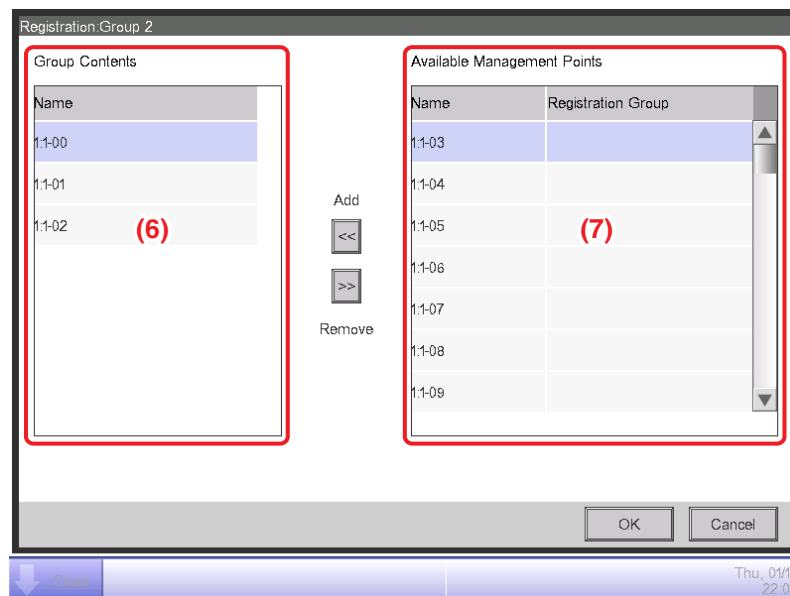 Registration:Group 2
Group Contents
Name
1:1-00
1:1-01
1:1-02
(6)
Add
<<
>>
Remove
Available Management Points
Name Registration Group
1:1-03
1:1-04
1:1-05
(7)
1:1-06
1:1-07
1:1-08
1:1-09
OK Cancel
Thu, 01/1
22:0